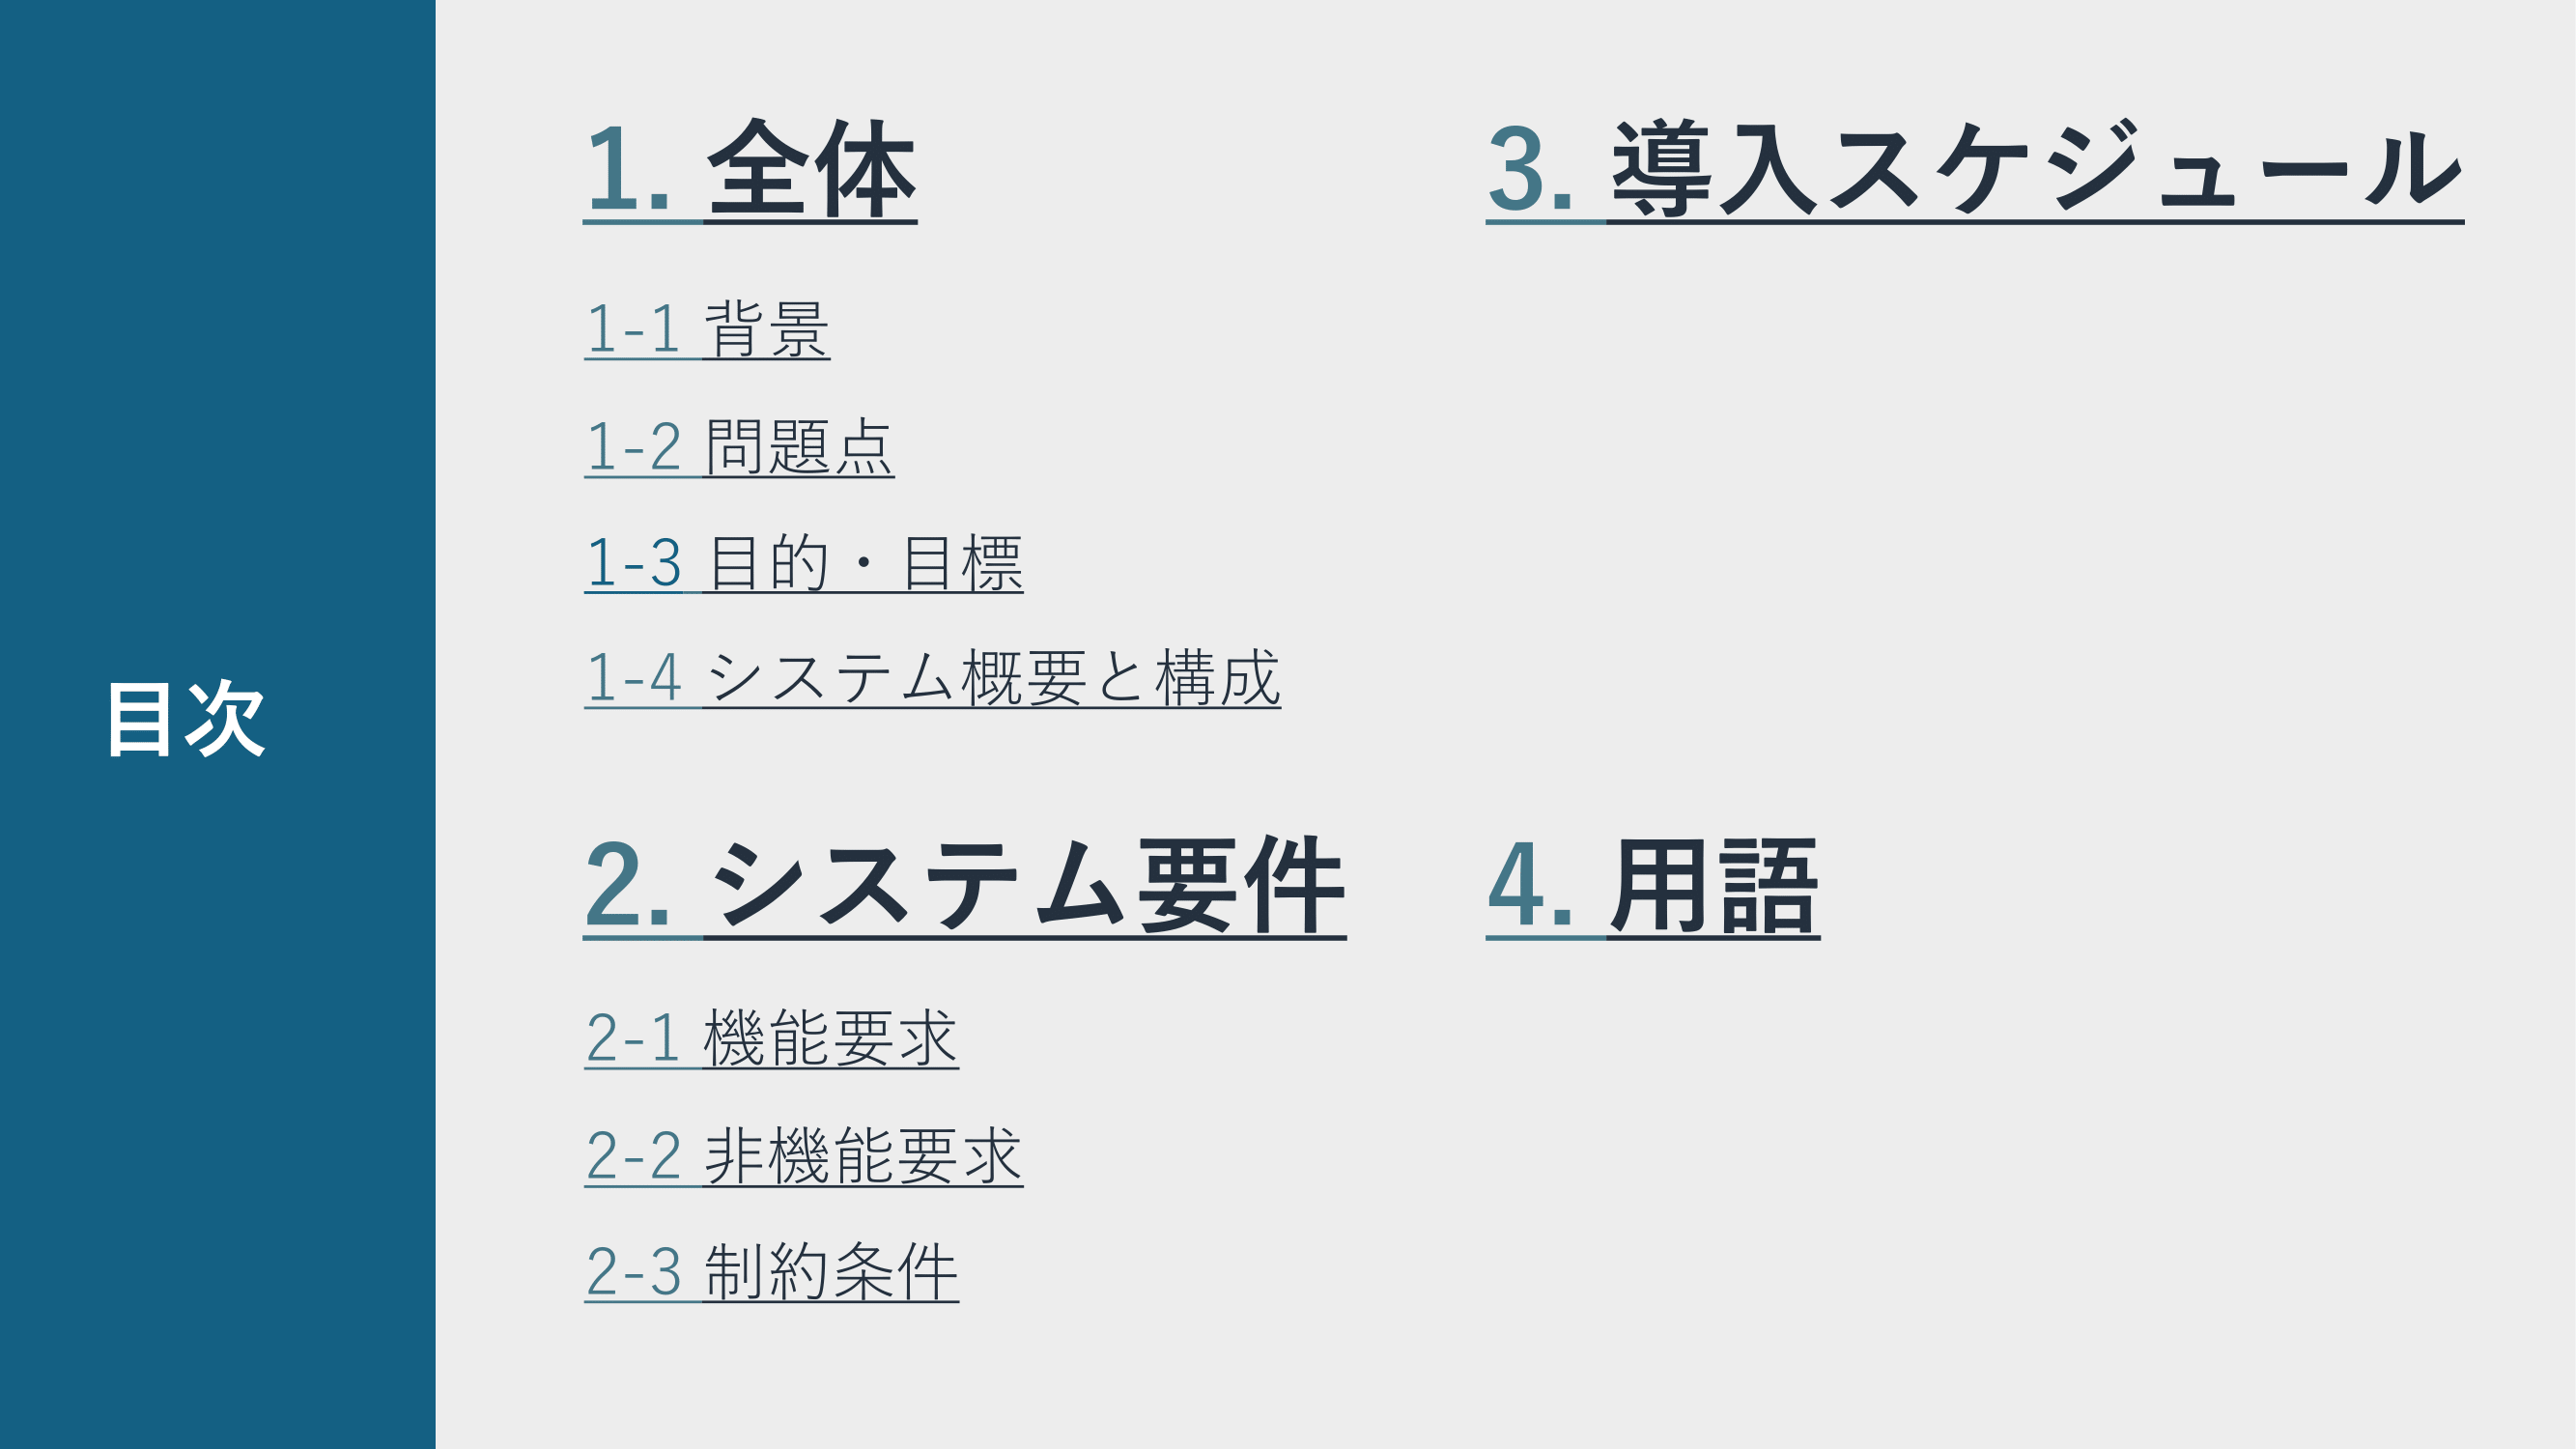 目次
1. 全体
1-1 背景
1-2 問題点
1-3 目的・目標
1-4 システム概要と構成
2. システム要件
2-1 機能要求
2-2 非機能要求
2-3 制約条件
3. 導入スケジュール
4. 用語